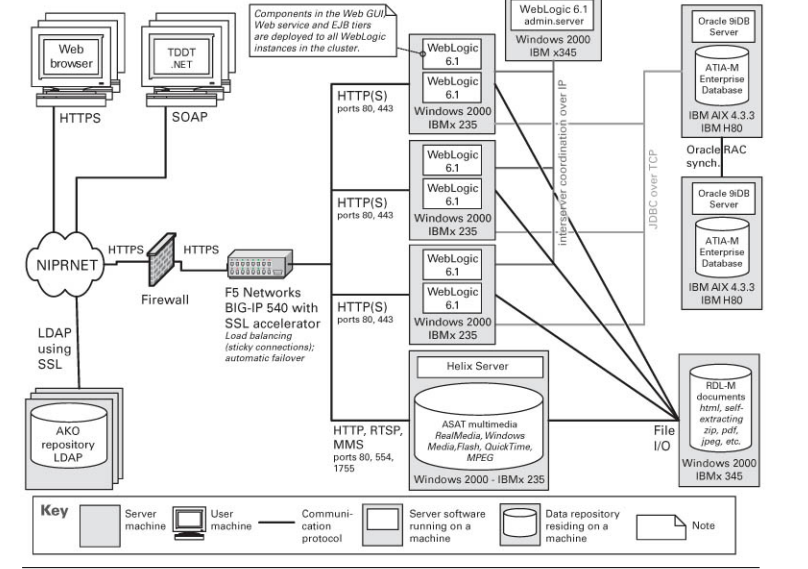 Components in the Web GUI,
Web service and EJB tiers
are deployed to all WebLogic
instances in the cluster.
WebLogic 6.1
admin.server
Windows 2000
IBM x345
Oracle 9iDB
Server
ATIA-M
Enterprise
Database
IBM AIX 4.3.3
IBM H80
Oracle RAC
synch.
Oracle 9iDB
Server
ATIA-M
Enterprise
Database
IBM AIX 4.3.3
IBM H80
Web
browser
HTTPS
TDDT
.NET
SOAP
WebLogic
6.1
WebLogic
6.1
Windows 2000
IBMx 235
HTTP(S)
ports 80, 443
WebLogic
6.1
WebLogic
6.1
Windows 2000
IBMx 235
HTTP(S)
ports 80, 443
WebLogic
6.1
WebLogic
6.1
Windows 2000
IBMx 235
HTTP(S)
ports 80, 443
interserver coordination over IP
JDBC over TCP
NIPRNET
HTTPS
HTTPS
Firewall
F5 Networks
BIG-IP 540 with
SSL accelerator
Load balancing
(sticky connections);
automatic failover
LDAP
using
SSL
AKO
repository
LDAP
HTTP, RTSP,
MMS
ports 80, 554,
1755
Helix Server
ASAT multimedia
RealMedia, Windows
Media,Flash, QuickTime,
MPEG
Windows 2000 - IBMx 235
File
I/O
RDL-M
documents
html, self-
extracting
zip, pdf,
jpeg, etc.
Windows 2000
IBMx 345
Key
Server
machine
User
machine
Communi-
cation
protocol
Server software
running on a
machine
Data repository
residing on a
machine
Note